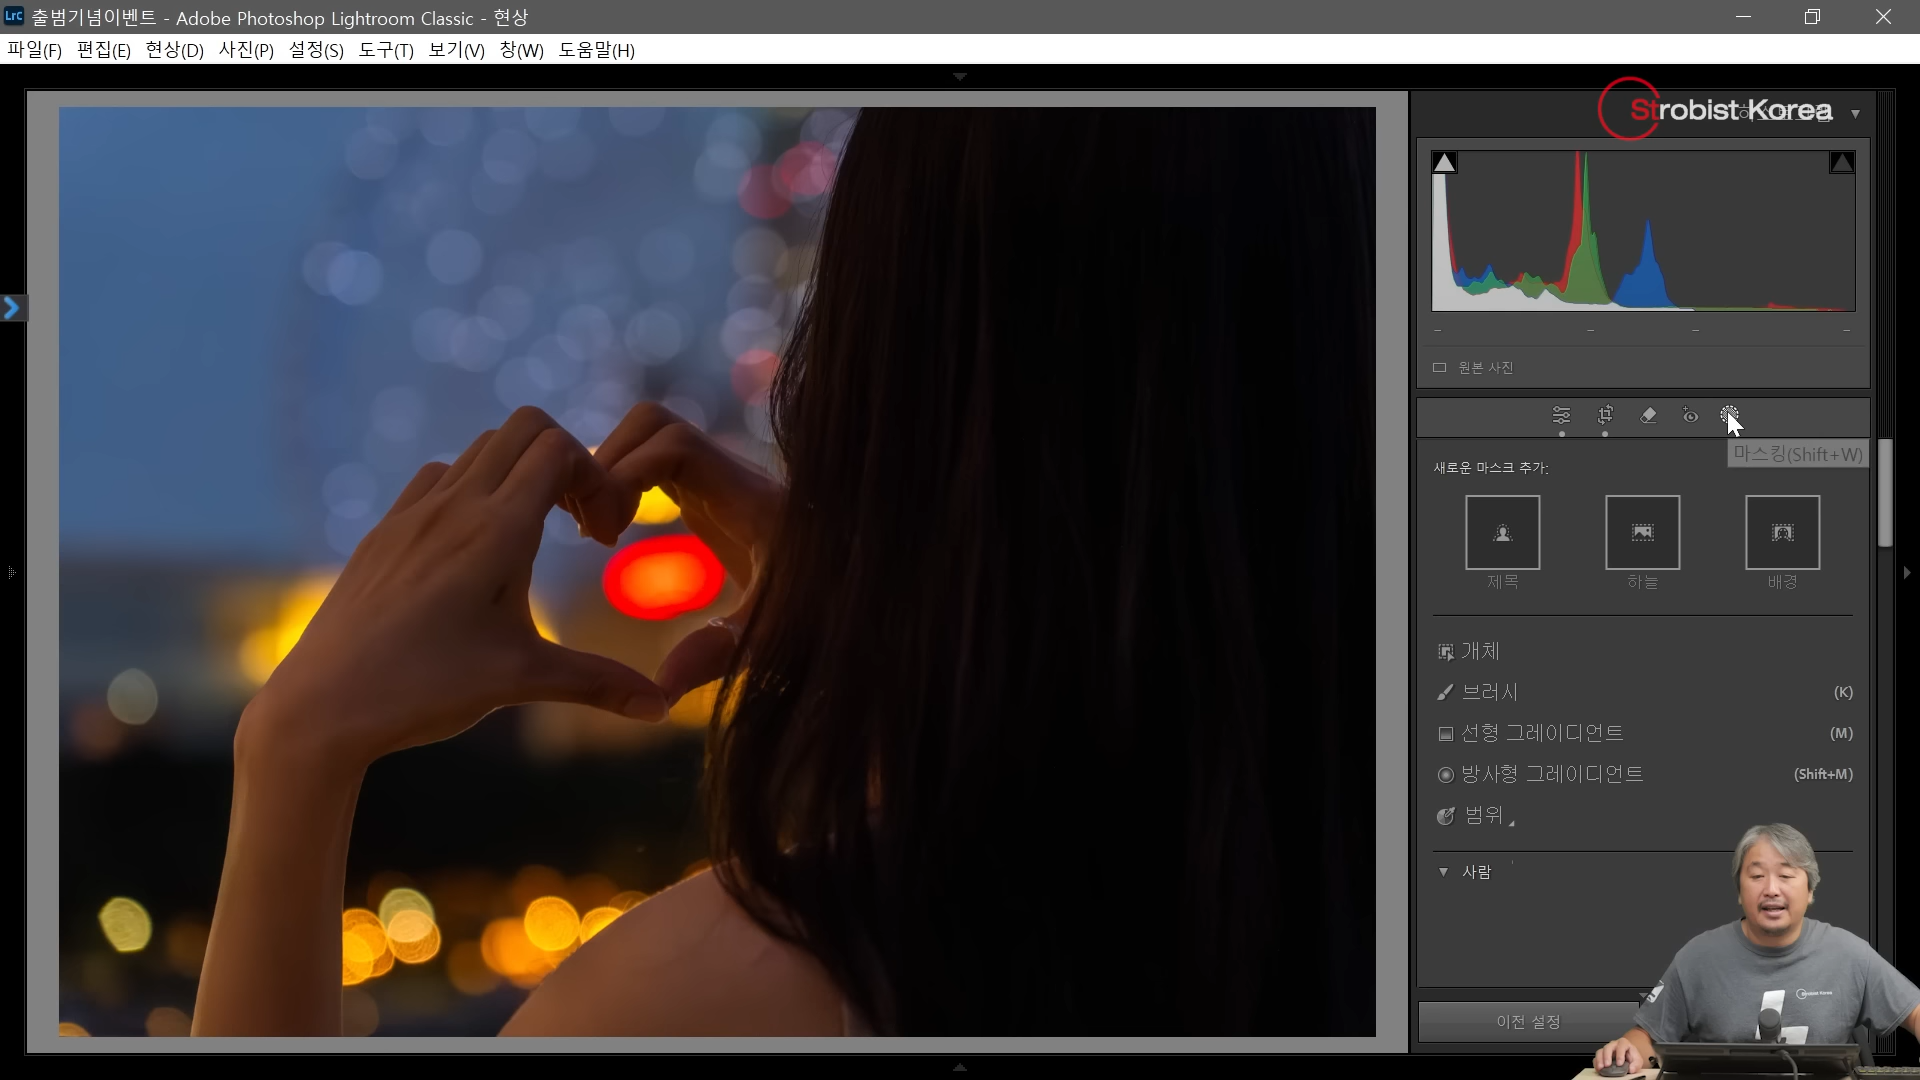 LrC 출범기념이벤트 - Adobe Photoshop Lightroom Classic - 현상
파일(F) 편집(E) 현상(D) 사진(P) 설정(S) 도구(T) 보기(V) 창(W) 도움말(H)
Strobist Korea
원본 사진
마스킹(Shift+W)
새로운 마스크 추가:
제목 하늘 배경
개체
브러시 (K)
선형 그레이디언트 (M)
방사형 그레이디언트 (Shift+M)
범위
사람
이전 설정